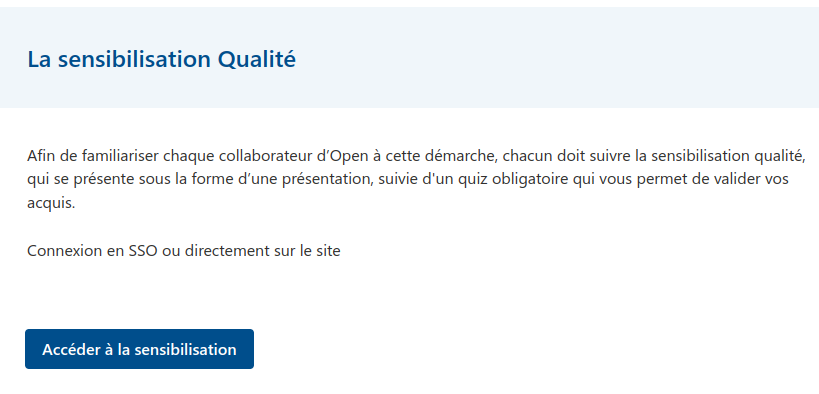 La sensibilisation Qualité
Afin de familiariser chaque collaborateur d’Open à cette démarche, chacun doit suivre la sensibilisation qualité,
qui se présente sous la forme d’une présentation, suivie d'un quiz obligatoire qui vous permet de valider vos
acquis.
Connexion en SSO ou directement sur le site
Accéder à la sensibilisation